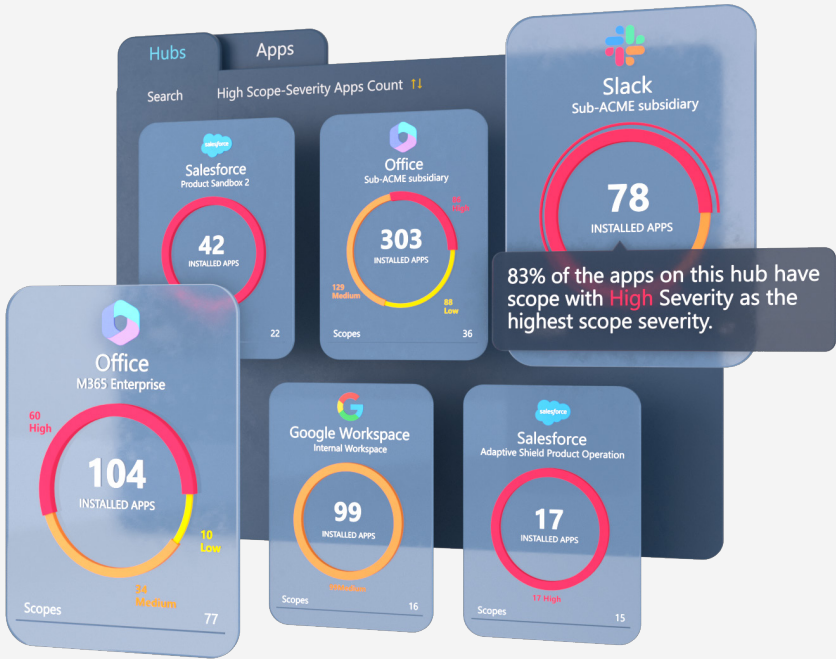 Hubs
Apps
Search
High Scope-Severity Apps Count
salesforce
Salesforce
Product Sandbox 2
42
INSTALLED APPS
22
Office
Sub-ACME subsidiary
303
INSTALLED APPS
High
129
Medium
88
Low
Scopes
36
Slack
Sub-ACME subsidiary
78
INSTALLED APPS
83% of the apps on this hub have
scope with High Severity as the
highest scope severity.
Office
M365 Enterprise
60
High
104
INSTALLED APPS
10
Low
Medium
Scopes
77
Google Workspace
Internal Workspace
99
INSTALLED APPS
Scopes
16
salesforce
Salesforce
Adaptive Shield Product Operation
17
INSTALLED APPS
17 High
Scopes
15